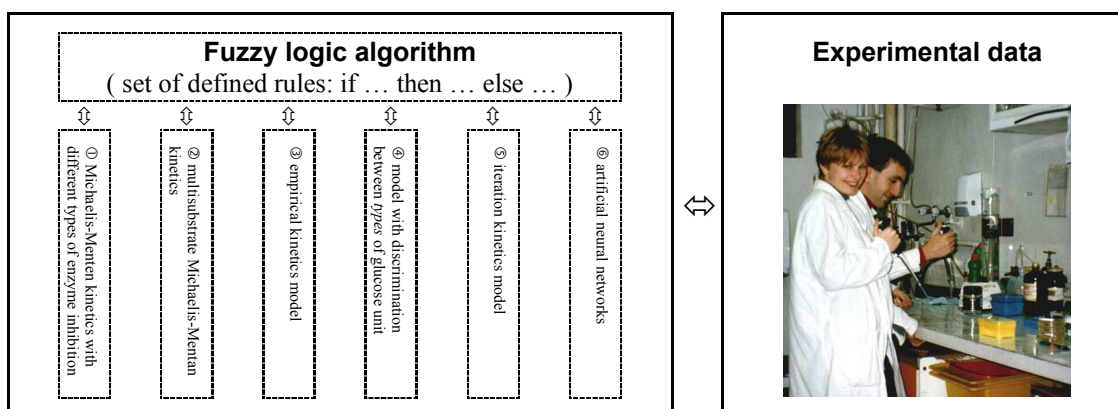 Fuzzy logic algorithm
( set of defined rules: if … then … else … )
① Michaelis-Menten kinetics with
different types of enzyme inhibition
② multisubstrate Michaelis-Mentan
kinetics
③ empirical kinetics model
④ model with discrimination
between types of glucose unit
⑤ iteration kinetics model
⑥ artificial neural networks
Experimental data